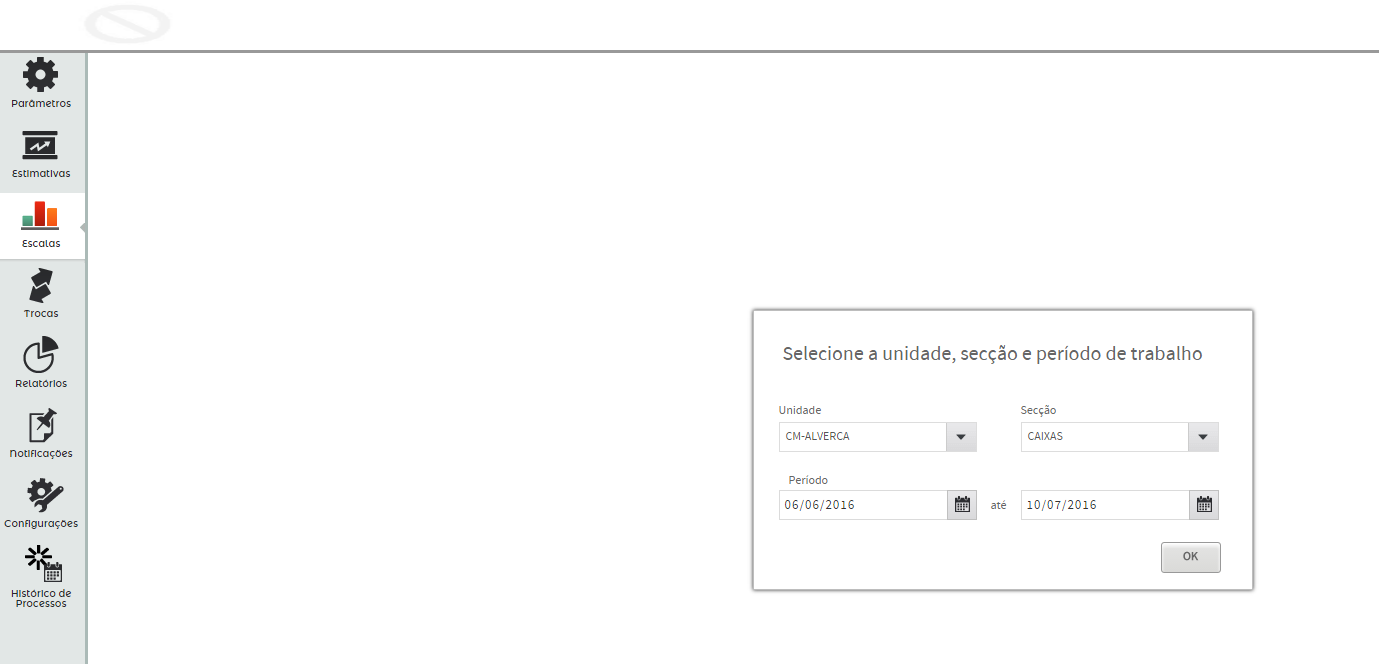 Parâmetros
Estimativas
Escalas
Trocas
Relatórios
Notificações
Configurações
Histórico de
Processos
Selecione a unidade, secção e período de trabalho
Unidade
Secção
CM-ALVERCA
CAIXAS
Período
06/06/2016 até 10/07/2016
OK